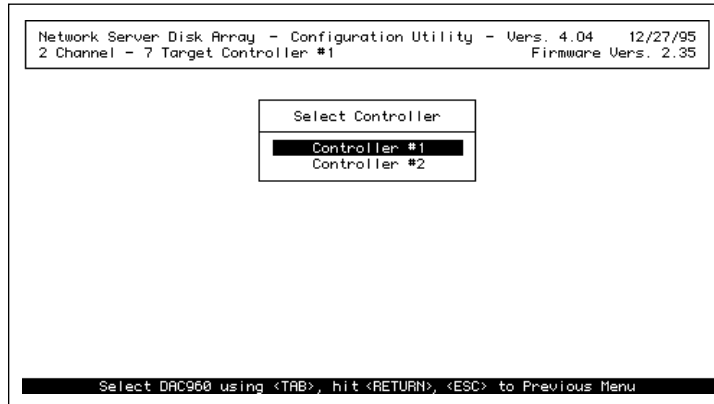 Network Server Disk Array - Configuration Utility - Vers. 4.04 12/27/95
2 Channel - 7 Target Controller #1 Firmware Vers. 2.35
Select Controller
Controller #1
Controller #2
Select DAC960 using <TAB>, hit <RETURN>, <ESC> to Previous Menu